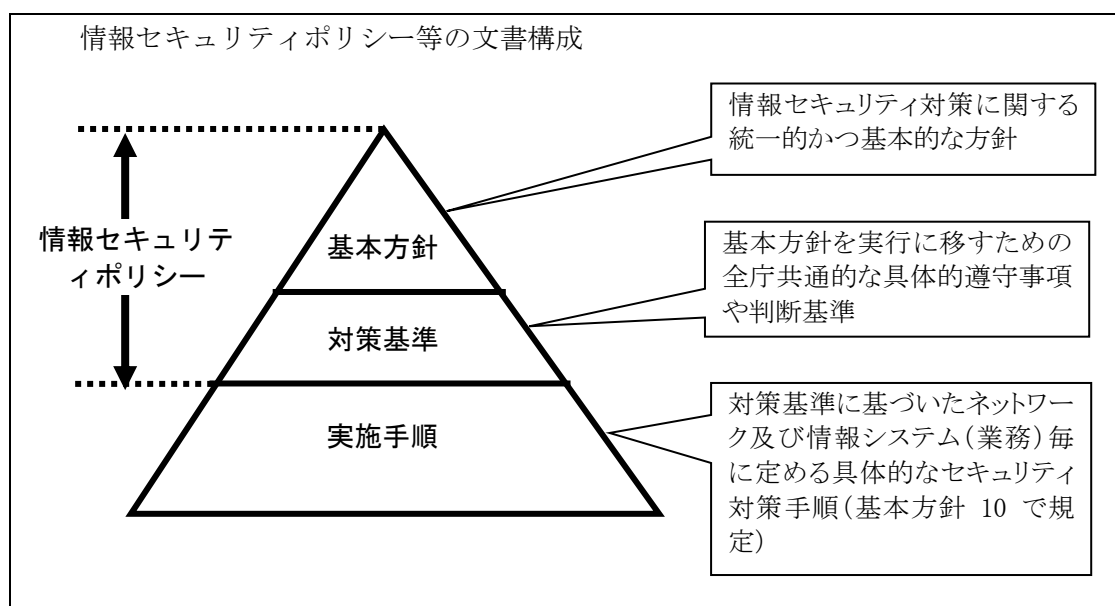 情報セキュリティポリシー等の文書構成
情報セキュリティ対策に関する
統一的かつ基本的な方針
情報セキュリテ
ィポリシー
基本方針
基本方針を実行に移すための
全庁共通的な具体的遵守事項
や判断基準
対策基準
対策基準に基づいたネットワー
ク及び情報システム(業務)毎
に定める具体的なセキュリティ
対策手順(基本方針 10 で規
定)
実施手順